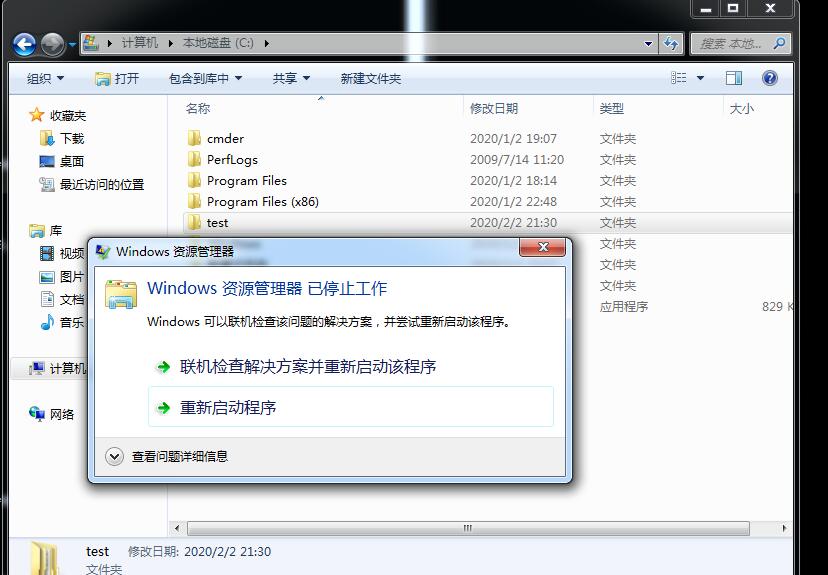 计算机 本地磁盘 (C:)
搜索 本地...
组织 打开 包含到库中 共享 新建文件夹
名称 修改日期 类型 大小
收藏夹
下载
桌面
最近访问的位置
库
视频
图片
文档
音乐
计算机
网络
cmder 2020/1/2 19:07 文件夹
PerfLogs 2009/7/14 11:20 文件夹
Program Files 2020/1/2 18:14 文件夹
Program Files (x86) 2020/1/2 22:48 文件夹
test 2020/2/2 21:30 文件夹
文件夹
文件夹
文件夹
应用程序 829 K
Windows 资源管理器
Windows 资源管理器 已停止工作
Windows 可以联机检查该问题的解决方案，并尝试重新启动该程序。
联机检查解决方案并重新启动该程序
重新启动程序
查看问题详细信息
test 修改日期: 2020/2/2 21:30
文件夹